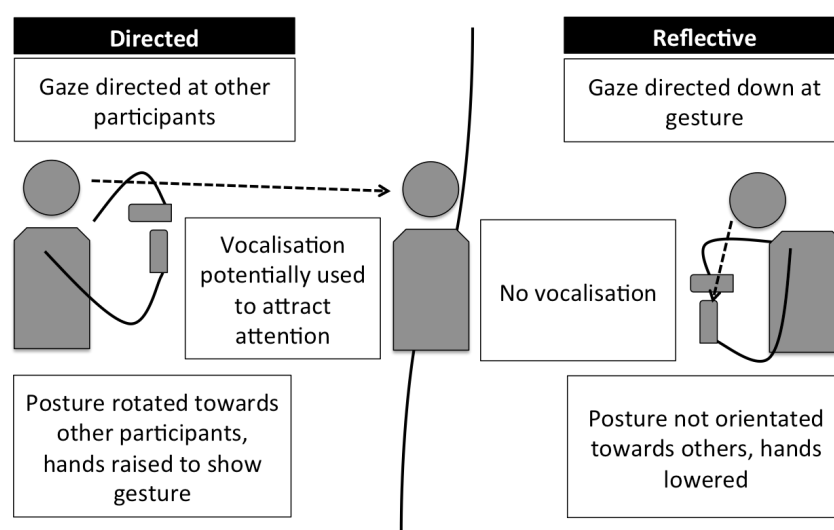 Directed
Gaze directed at other
participants
Vocalisation
potentially used
to attract
attention
Posture rotated towards
other participants,
hands raised to show
gesture
Reflective
Gaze directed down at
gesture
No vocalisation
Posture not orientated
towards others, hands
lowered